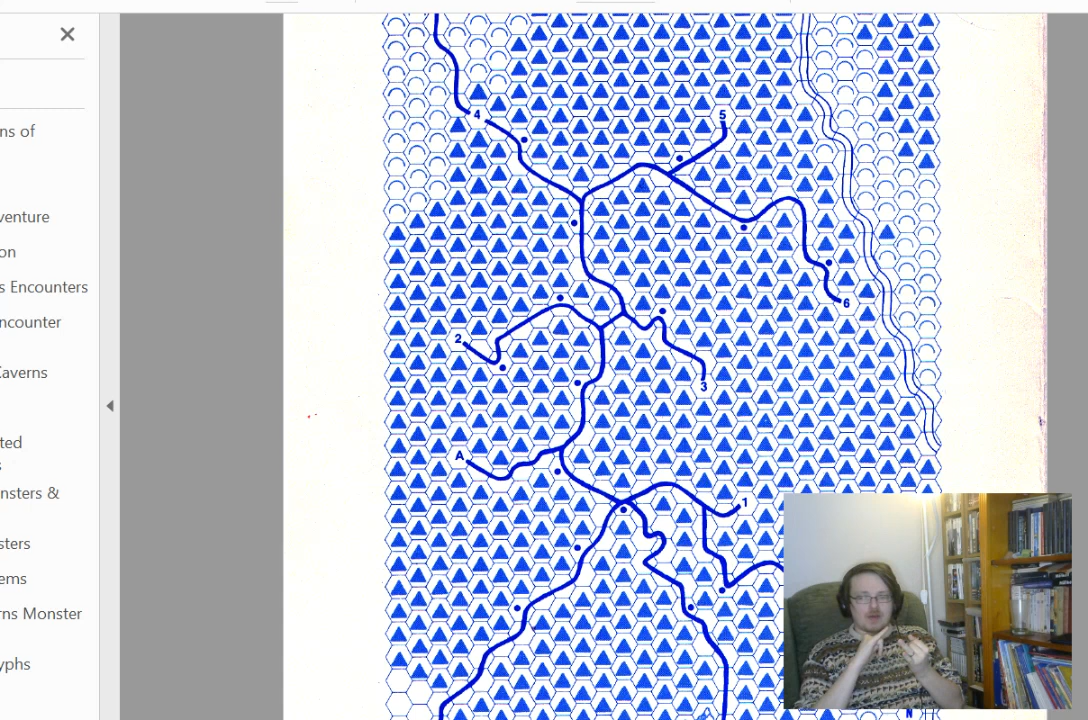 ns of
venture
on
s Encounters
ncounter
Caverns
ted
s
nsters &
sters
ems
rns Monster
yphs
4
5
6
2
3
A
1
N